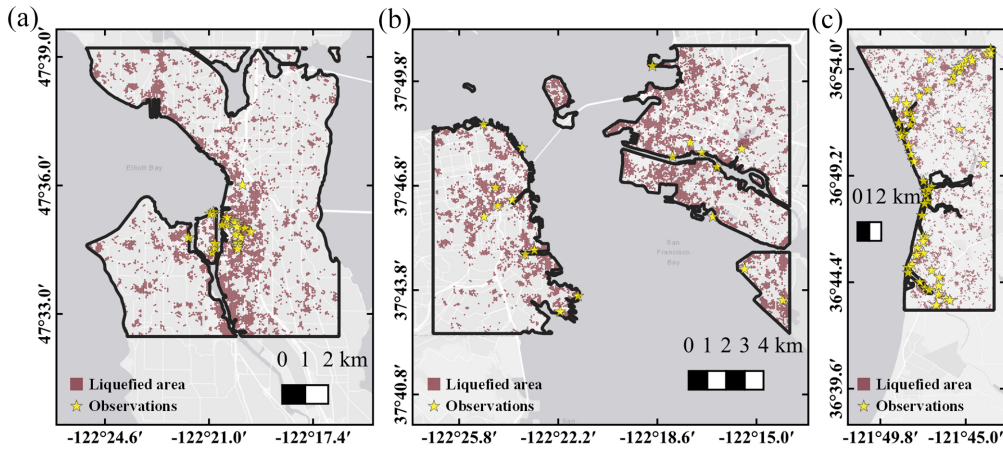 (a)
47°39.0′
47°36.0′
47°33.0′
Elliott Bay
0 1 2 km
Liquefied area
Observations
-122°24.6′ -122°21.0′ -122°17.4′
(b)
37°49.8′
37°46.8′
37°43.8′
37°40.8′
San
Francisco
Bay
0 1 2 3 4 km
Liquefied area
Observations
-122°25.8′ -122°22.2′ -122°18.6′ -122°15.0′
(c)
36°54.0′
36°49.2′
36°44.4′
36°39.6′
012 km
-121°49.8′ -121°45.0′